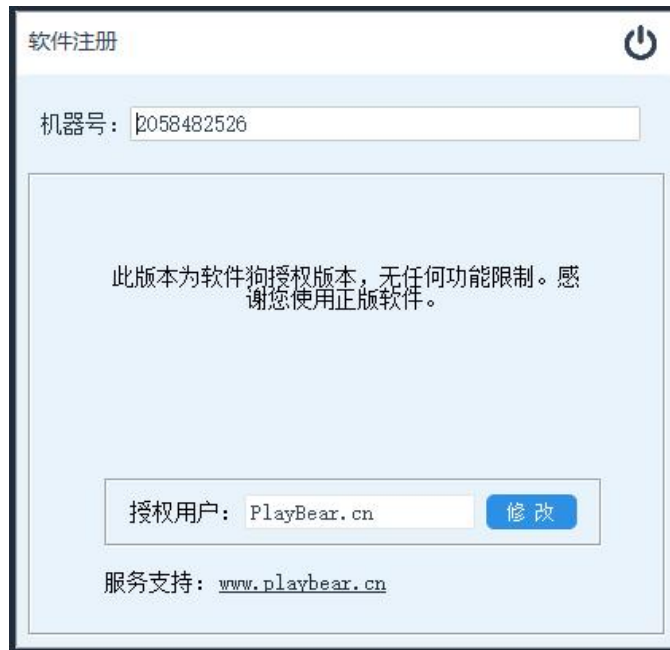 软件注册
机器号：2058482526
此版本为软件狗授权版本，无任何功能限制。感
谢您使用正版软件。
授权用户：PlayBear.cn 修改
服务支持：www.playbear.cn